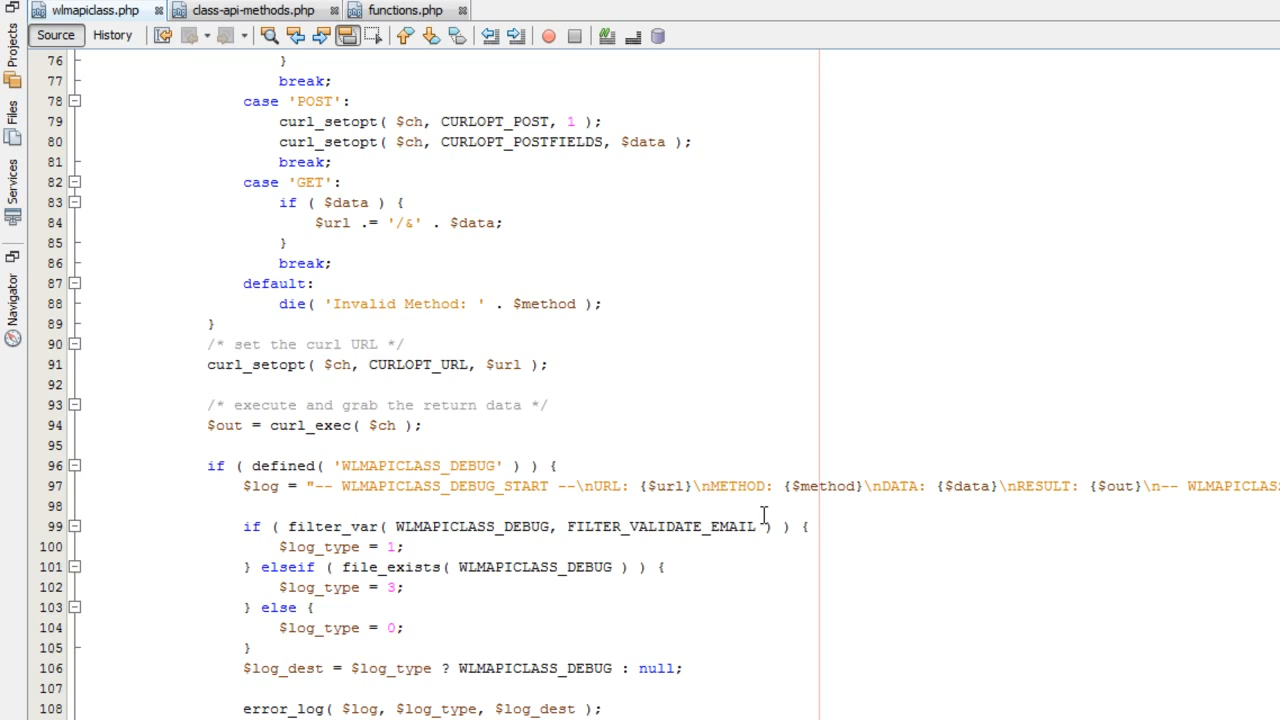 wlmapiclass.php class-api-methods.php functions.php
Source History
Projects
Files
Services
Navigator
76 }
77 break;
78 case 'POST':
79 curl_setopt( $ch, CURLOPT_POST, 1 );
80 curl_setopt( $ch, CURLOPT_POSTFIELDS, $data );
81 break;
82 case 'GET':
83 if ( $data ) {
84 $url .= '/&' . $data;
85 }
86 break;
87 default:
88 die( 'Invalid Method: ' . $method );
89 }
90 /* set the curl URL */
91 curl_setopt( $ch, CURLOPT_URL, $url );
92
93 /* execute and grab the return data */
94 $out = curl_exec( $ch );
95
96 if ( defined( 'WLMAPICLASS_DEBUG' ) ) {
97 $log = "-- WLMAPICLASS_DEBUG_START --\nURL: {$url}\nMETHOD: {$method}\nDATA: {$data}\nRESULT: {$out}\n-- WLMAPICLASS
98
99 if ( filter_var( WLMAPICLASS_DEBUG, FILTER_VALIDATE_EMAIL ) ) {
100 $log_type = 1;
101 } elseif ( file_exists( WLMAPICLASS_DEBUG ) ) {
102 $log_type = 3;
103 } else {
104 $log_type = 0;
105 }
106 $log_dest = $log_type ? WLMAPICLASS_DEBUG : null;
107
108 error_log( $log, $log_type, $log_dest );